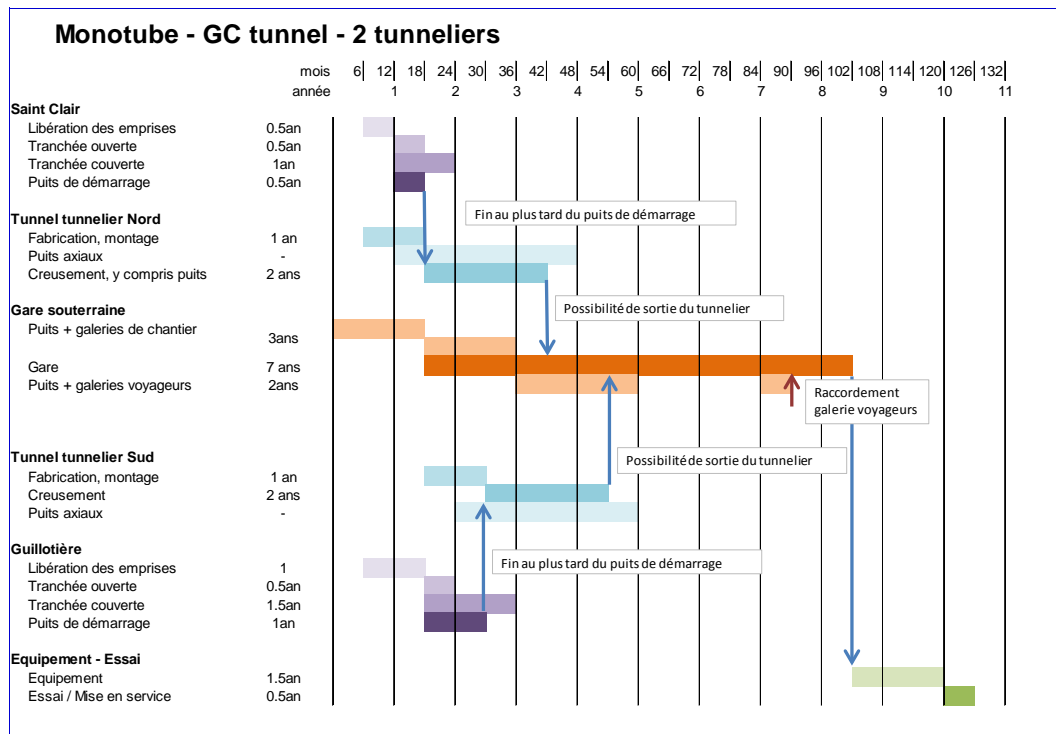 Monotube - GC tunnel - 2 tunneliers
mois 6 12 18 24 30 36 42 48 54 60 66 72 78 84 90 96 102 108 114 120 126 132
année 1 2 3 4 5 6 7 8 9 10 11
Saint Clair
Libération des emprises 0.5an
Tranchée ouverte 0.5an
Tranchée couverte 1an
Puits de démarrage 0.5an
Fin au plus tard du puits de démarrage
Tunnel tunnelier Nord
Fabrication, montage 1 an
Puits axiaux -
Creusement, y compris puits 2 ans
Possibilité de sortie du tunnelier
Gare souterraine
Puits + galeries de chantier 3ans
Gare 7 ans
Puits + galeries voyageurs 2ans
Raccordement
galerie voyageurs
Tunnel tunnelier Sud
Possibilité de sortie du tunnelier
Fabrication, montage 1 an
Creusement 2 ans
Puits axiaux -
Guillotière
Fin au plus tard du puits de démarrage
Libération des emprises 1
Tranchée ouverte 0.5an
Tranchée couverte 1.5an
Puits de démarrage 1an
Equipement - Essai
Equipement 1.5an
Essai / Mise en service 0.5an